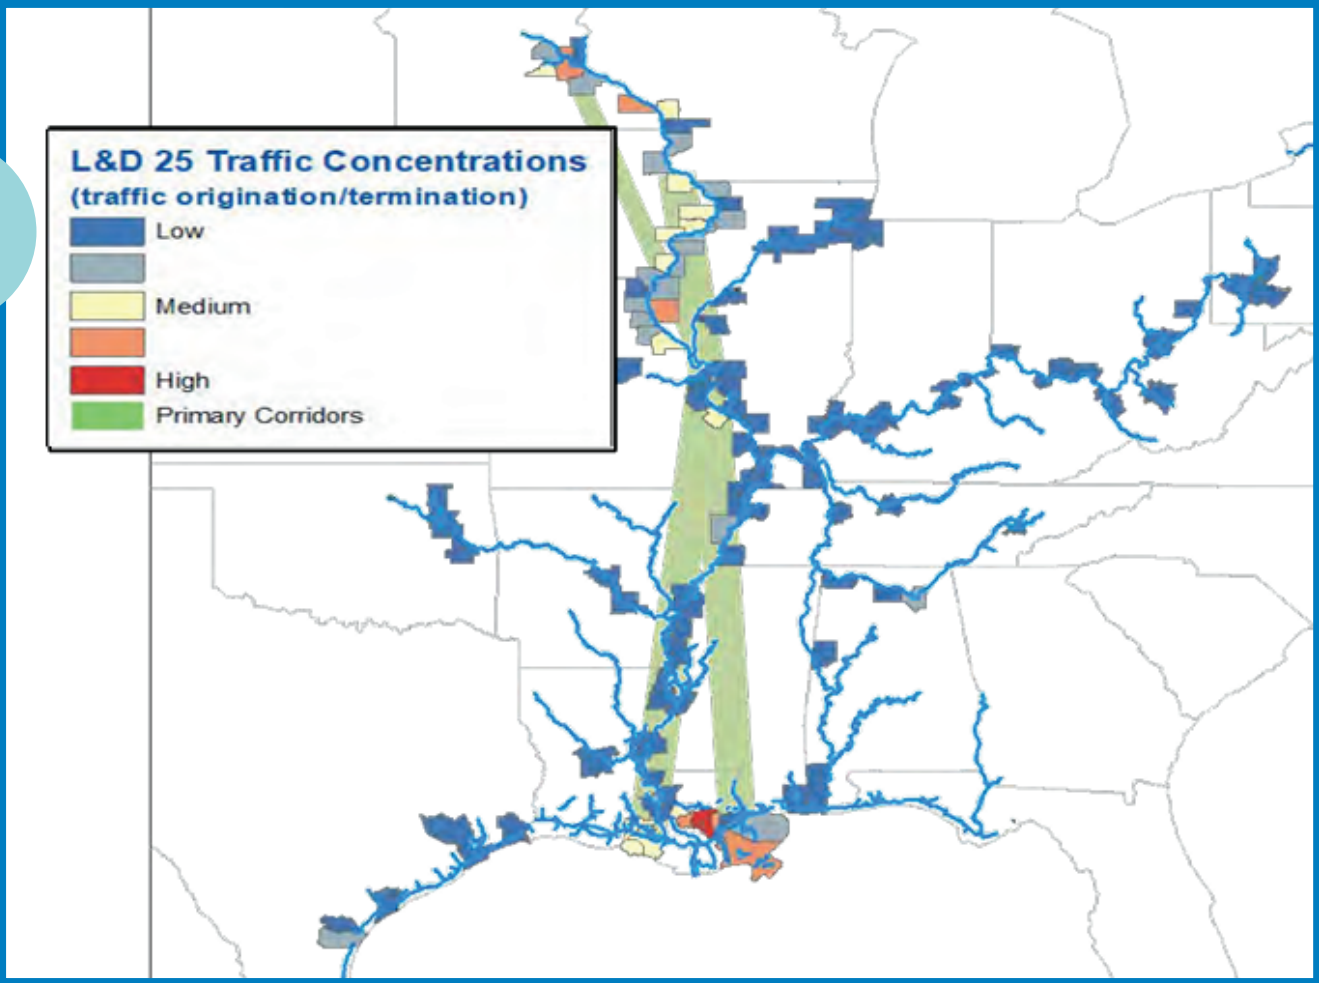 L&D 25 Traffic Concentrations
(traffic origination/termination)
Low
Medium
High
Primary Corridors